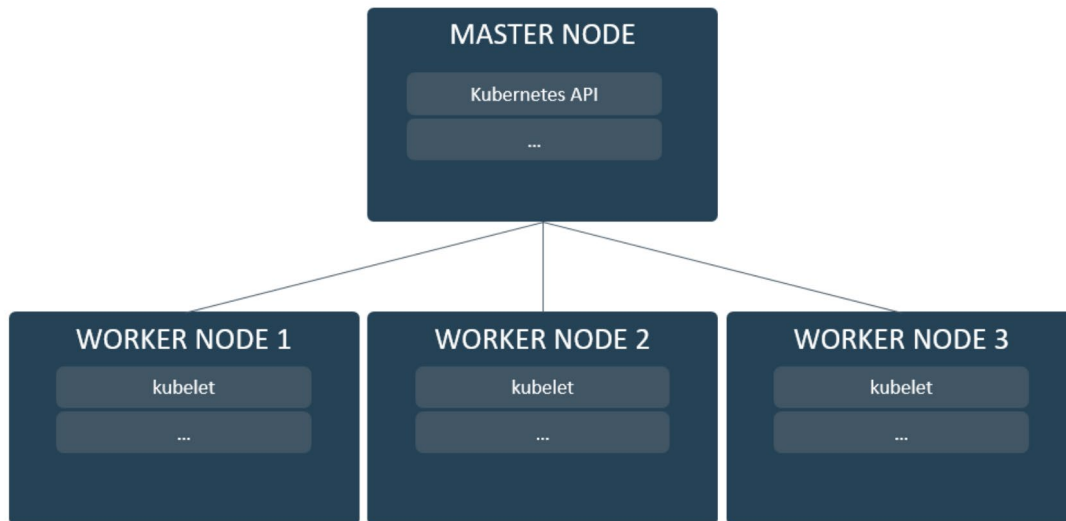 MASTER NODE
Kubernetes API
...
WORKER NODE 1
kubelet
...
WORKER NODE 2
kubelet
...
WORKER NODE 3
kubelet
...